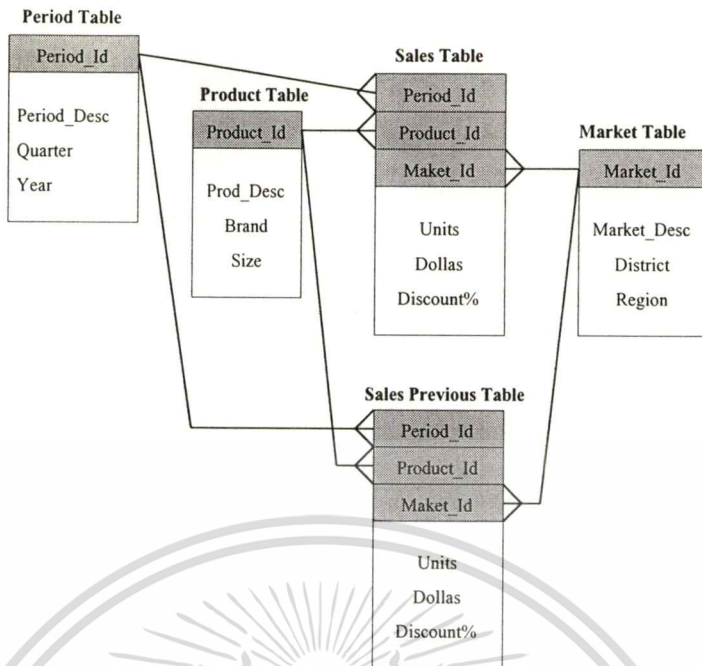 Period Table
Period_Id
Period_Desc
Quarter
Year
Product Table
Product_Id
Prod_Desc
Brand
Size
Sales Table
Period_Id
Product_Id
Maket_Id
Units
Dollas
Discount%
Market Table
Market_Id
Market_Desc
District
Region
Sales Previous Table
Period_Id
Product_Id
Maket_Id
Units
Dollas
Discount%